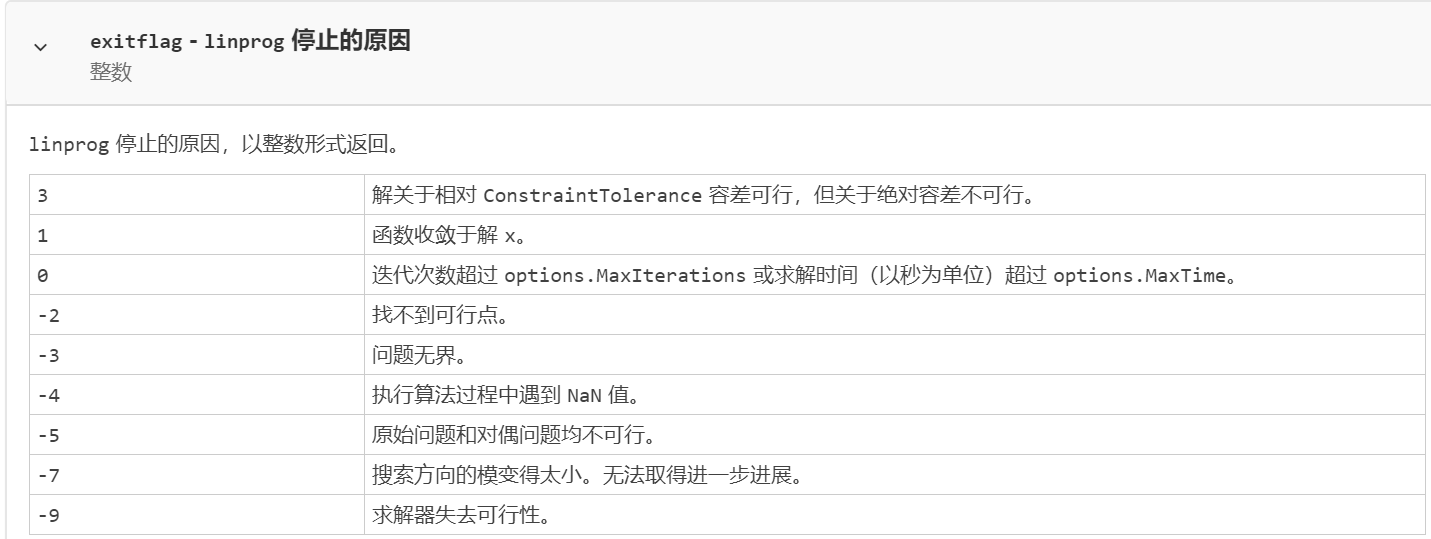 exitflag - linprog 停止的原因
整数
linprog 停止的原因，以整数形式返回。
3 解关于相对 ConstraintTolerance 容差可行，但关于绝对容差不可行。
1 函数收敛于解 x。
0 迭代次数超过 options.MaxIterations 或求解时间（以秒为单位）超过 options.MaxTime。
-2 找不到可行点。
-3 问题无界。
-4 执行算法过程中遇到 NaN 值。
-5 原始问题和对偶问题均不可行。
-7 搜索方向的模变得太小。无法取得进一步进展。
-9 求解器失去可行性。